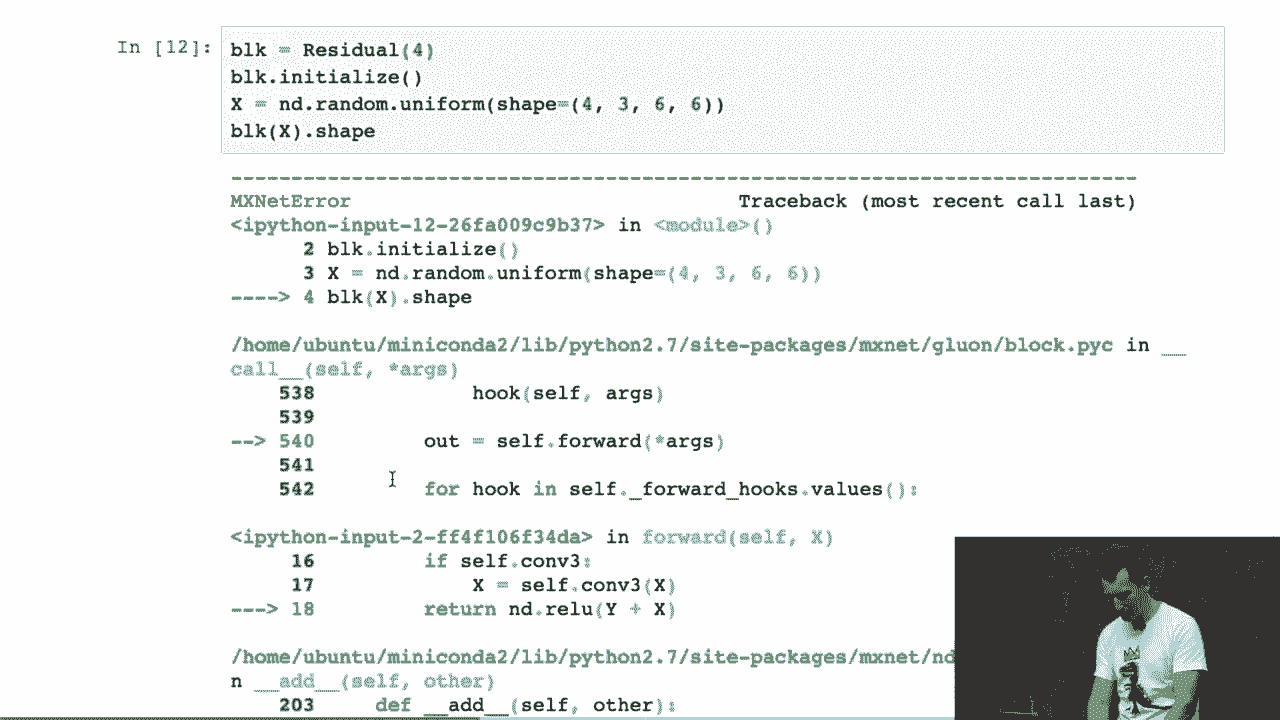 In [12]:
blk = Residual(4)
blk.initialize()
X = nd.random.uniform(shape=(4, 3, 6, 6))
blk(X).shape
---------------------------------------------------------------------------
MXNetError                                Traceback (most recent call last)
<ipython-input-12-26fa009c9b37> in <module>()
      2 blk.initialize()
      3 X = nd.random.uniform(shape=(4, 3, 6, 6))
----> 4 blk(X).shape
/home/ubuntu/miniconda2/lib/python2.7/site-packages/mxnet/gluon/block.pyc in __
call__(self, *args)
    538             hook(self, args)
    539
--> 540         out = self.forward(*args)
    541
    542         for hook in self._forward_hooks.values():
<ipython-input-2-ff4f106f34da> in forward(self, X)
     16         if self.conv3:
     17             X = self.conv3(X)
---> 18         return nd.relu(Y + X)
/home/ubuntu/miniconda2/lib/python2.7/site-packages/mxnet/nd
n __add__(self, other)
    203     def __add__(self, other):